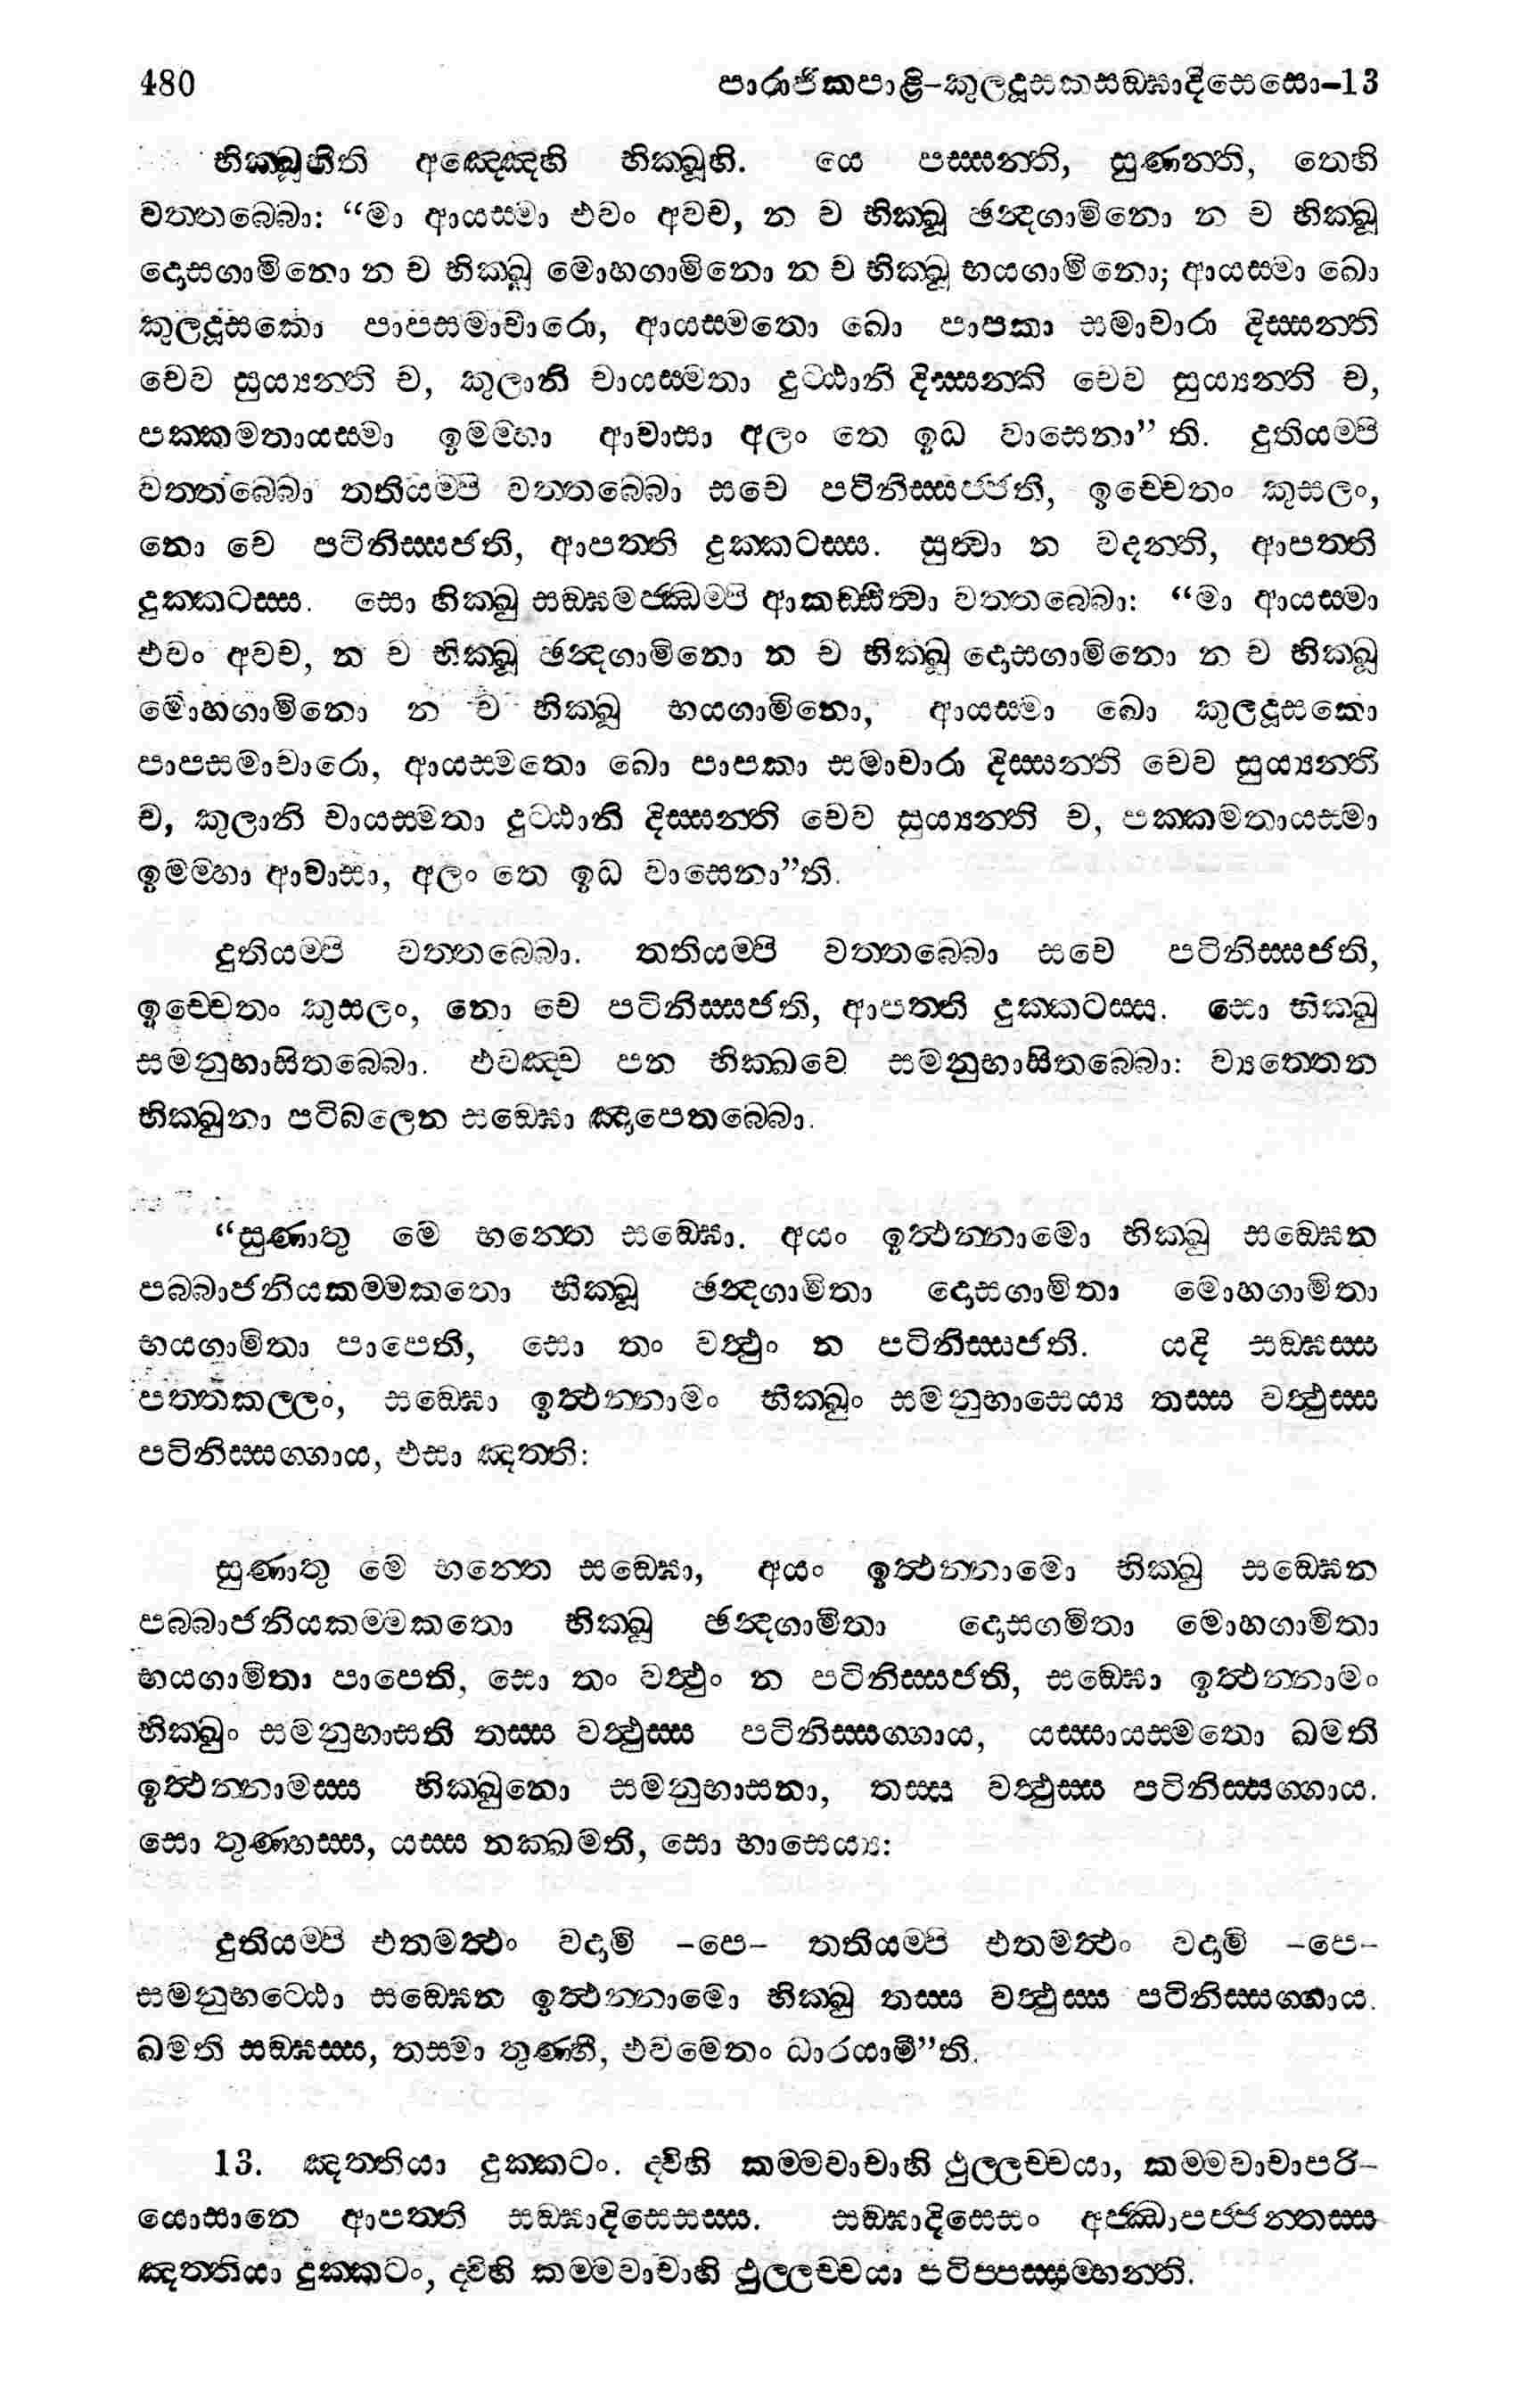 480 පාරාජිකපාළි–කුලදූසකසඞ්ඝාදිසෙසො–13
භික්ඛූහීති අඤ්ඤෙහි භික්ඛූහි. යෙ පස්සන්ති, සුණන්ති, තෙහි
වත්තබ්බො: “මා ආයස්මා එවං අවච, න ච භික්ඛූ ඡන්දගාමිනො න ච භික්ඛූ
දොසගාමිනො න ච භික්ඛූ මොහගාමිනො න ච භික්ඛූ භයගාමිනො; ආයස්මා ඛො
කුලදූසකො පාපසමාචාරො, ආයස්මතො ඛො පාපකා සමාචාරා දිස්සන්ති
චෙව සුය්‍යන්ති ච, කුලානි චායස්මතා දුට්ඨානි දිස්සන්කි චෙව සුය්‍යන්ති ච,
පක්කමතායස්මා ඉමම්හා ආවාසා අලං තෙ ඉධ වාසෙනා” ති. දුතියම්පි
වත්තබ්බො තතියම්පි වත්තබ්බො සචෙ පටිනිස්සජ්ජති, ඉච්චෙතං කුසලං,
නො චෙ පටිනිස්සජති, ආපත්ති දුක්කටස්ස. සුත්වා න වදන්ති, ආපත්ති
දුක්කටස්ස. සො භික්ඛු සඞ්ඝමජ්ඣම්පි ආකඩ්ඪිත්වා වත්තබ්බො: “මා ආයස්මා
එවං අවච, න ච භික්ඛූ ඡන්දගාමිනො න ච භික්ඛූ දොසගාමිනො න ච භික්ඛූ
මොහගාමිනො න ච භික්ඛූ භයගාමිනො, ආයස්මා ඛො කුලදූසකො
පාපසමාචාරො, ආයස්මතො ඛො පාපකා සමාචාරා දිස්සන්ති චෙව සුය්‍යන්ති
ච, කුලානි චායස්මතා දුට්ඨානි දිස්සන්ති චෙව සුය්‍යන්ති ච, පක්කමතායස්මා
ඉමම්හා ආවාසා, අලං තෙ ඉධ වාසෙනා”ති.
දුතියම්පි වත්තබ්බො. තතියම්පි වත්තබ්බො සචෙ පටිනිස්සජති,
ඉච්චෙතං කුසලං, නො චෙ පටිනිස්සජති, ආපත්ති දුක්කටස්ස. සො භික්ඛු
සමනුභාසිතබ්බො. එවඤ්ච පන භික්ඛවෙ සමනුභාසිතබ්බො: ව්‍යත්තෙන
භික්ඛුනා පටිබලෙන සඞ්ඝො ඤාපෙතබ්බො.
“සුණාතු මෙ භන්තෙ සඞ්ඝො. අයං ඉත්ථන්නාමො භික්ඛු සඞ්ඝෙන
පබ්බාජනියකම්මකතො භික්ඛූ ඡන්දගාමිතා දොසගාමිතා මොහගාමිතා
භයගාමිතා පාපෙති, සො තං වත්ථුං න පටිනිස්සජති. යදි සඞ්ඝස්ස
පත්තකල්ලං, සඞ්ඝො ඉත්ථන්නාමං භික්ඛුං සමනුභාසෙය්‍ය තස්ස වත්ථුස්ස
පටිනිස්සග්ගාය, එසා ඤත්ති:
සුණාතු මෙ භන්තෙ සඞ්ඝො, අයං ඉත්ථන්නාමො භික්ඛු සඞ්ඝෙන
පබ්බාජනියකම්මකතො භික්ඛූ ඡන්දගාමිතා දොසගමිතා මොහගාමිතා
භයගාමිතා පාපෙති, සො තං වත්ථුං න පටිනිස්සජති, සඞ්ඝො ඉත්ථන්නාමං
භික්ඛුං සමනුභාසති තස්ස වත්ථුස්ස පටිනිස්සග්ගාය, යස්සායස්මතො ඛමති
ඉත්ථන්නාමස්ස භික්ඛුනො සමනුභාසනා, තස්ස වත්ථුස්ස පටිනිස්සග්ගාය.
සො තුණ්හස්ස, යස්ස නක්ඛමති, සො භාසෙය්‍ය:
දුතියම්පි එතමත්ථං වදාමි –පෙ– තතියම්පි එතමත්ථං වදාමි –පෙ–
සමනුභට්ඨො සඞ්ඝෙන ඉත්ථන්නාමො භික්ඛු තස්ස වත්ථුස්ස පටිනිස්සග්ගාය.
ඛමති සඞ්ඝස්ස, තස්මා තුණ්හී, එවමෙතං ධාරයාමී”ති.
13. ඤත්තියා දුක්කටං. ද්වීහි කම්මවාචාහි ථුල්ලච්චයා, කම්මවාචාපරි–
යොසානෙ ආපත්ති සඞ්ඝාදිසෙසස්ස. සඞ්ඝාදිසෙසං අජ්ඣාපජ්ජන්තස්ස
ඤත්තියා දුක්කටං, ද්වීහි කම්මවාචාහි ථුල්ලච්චයා පටිප්පස්සම්භන්ති.